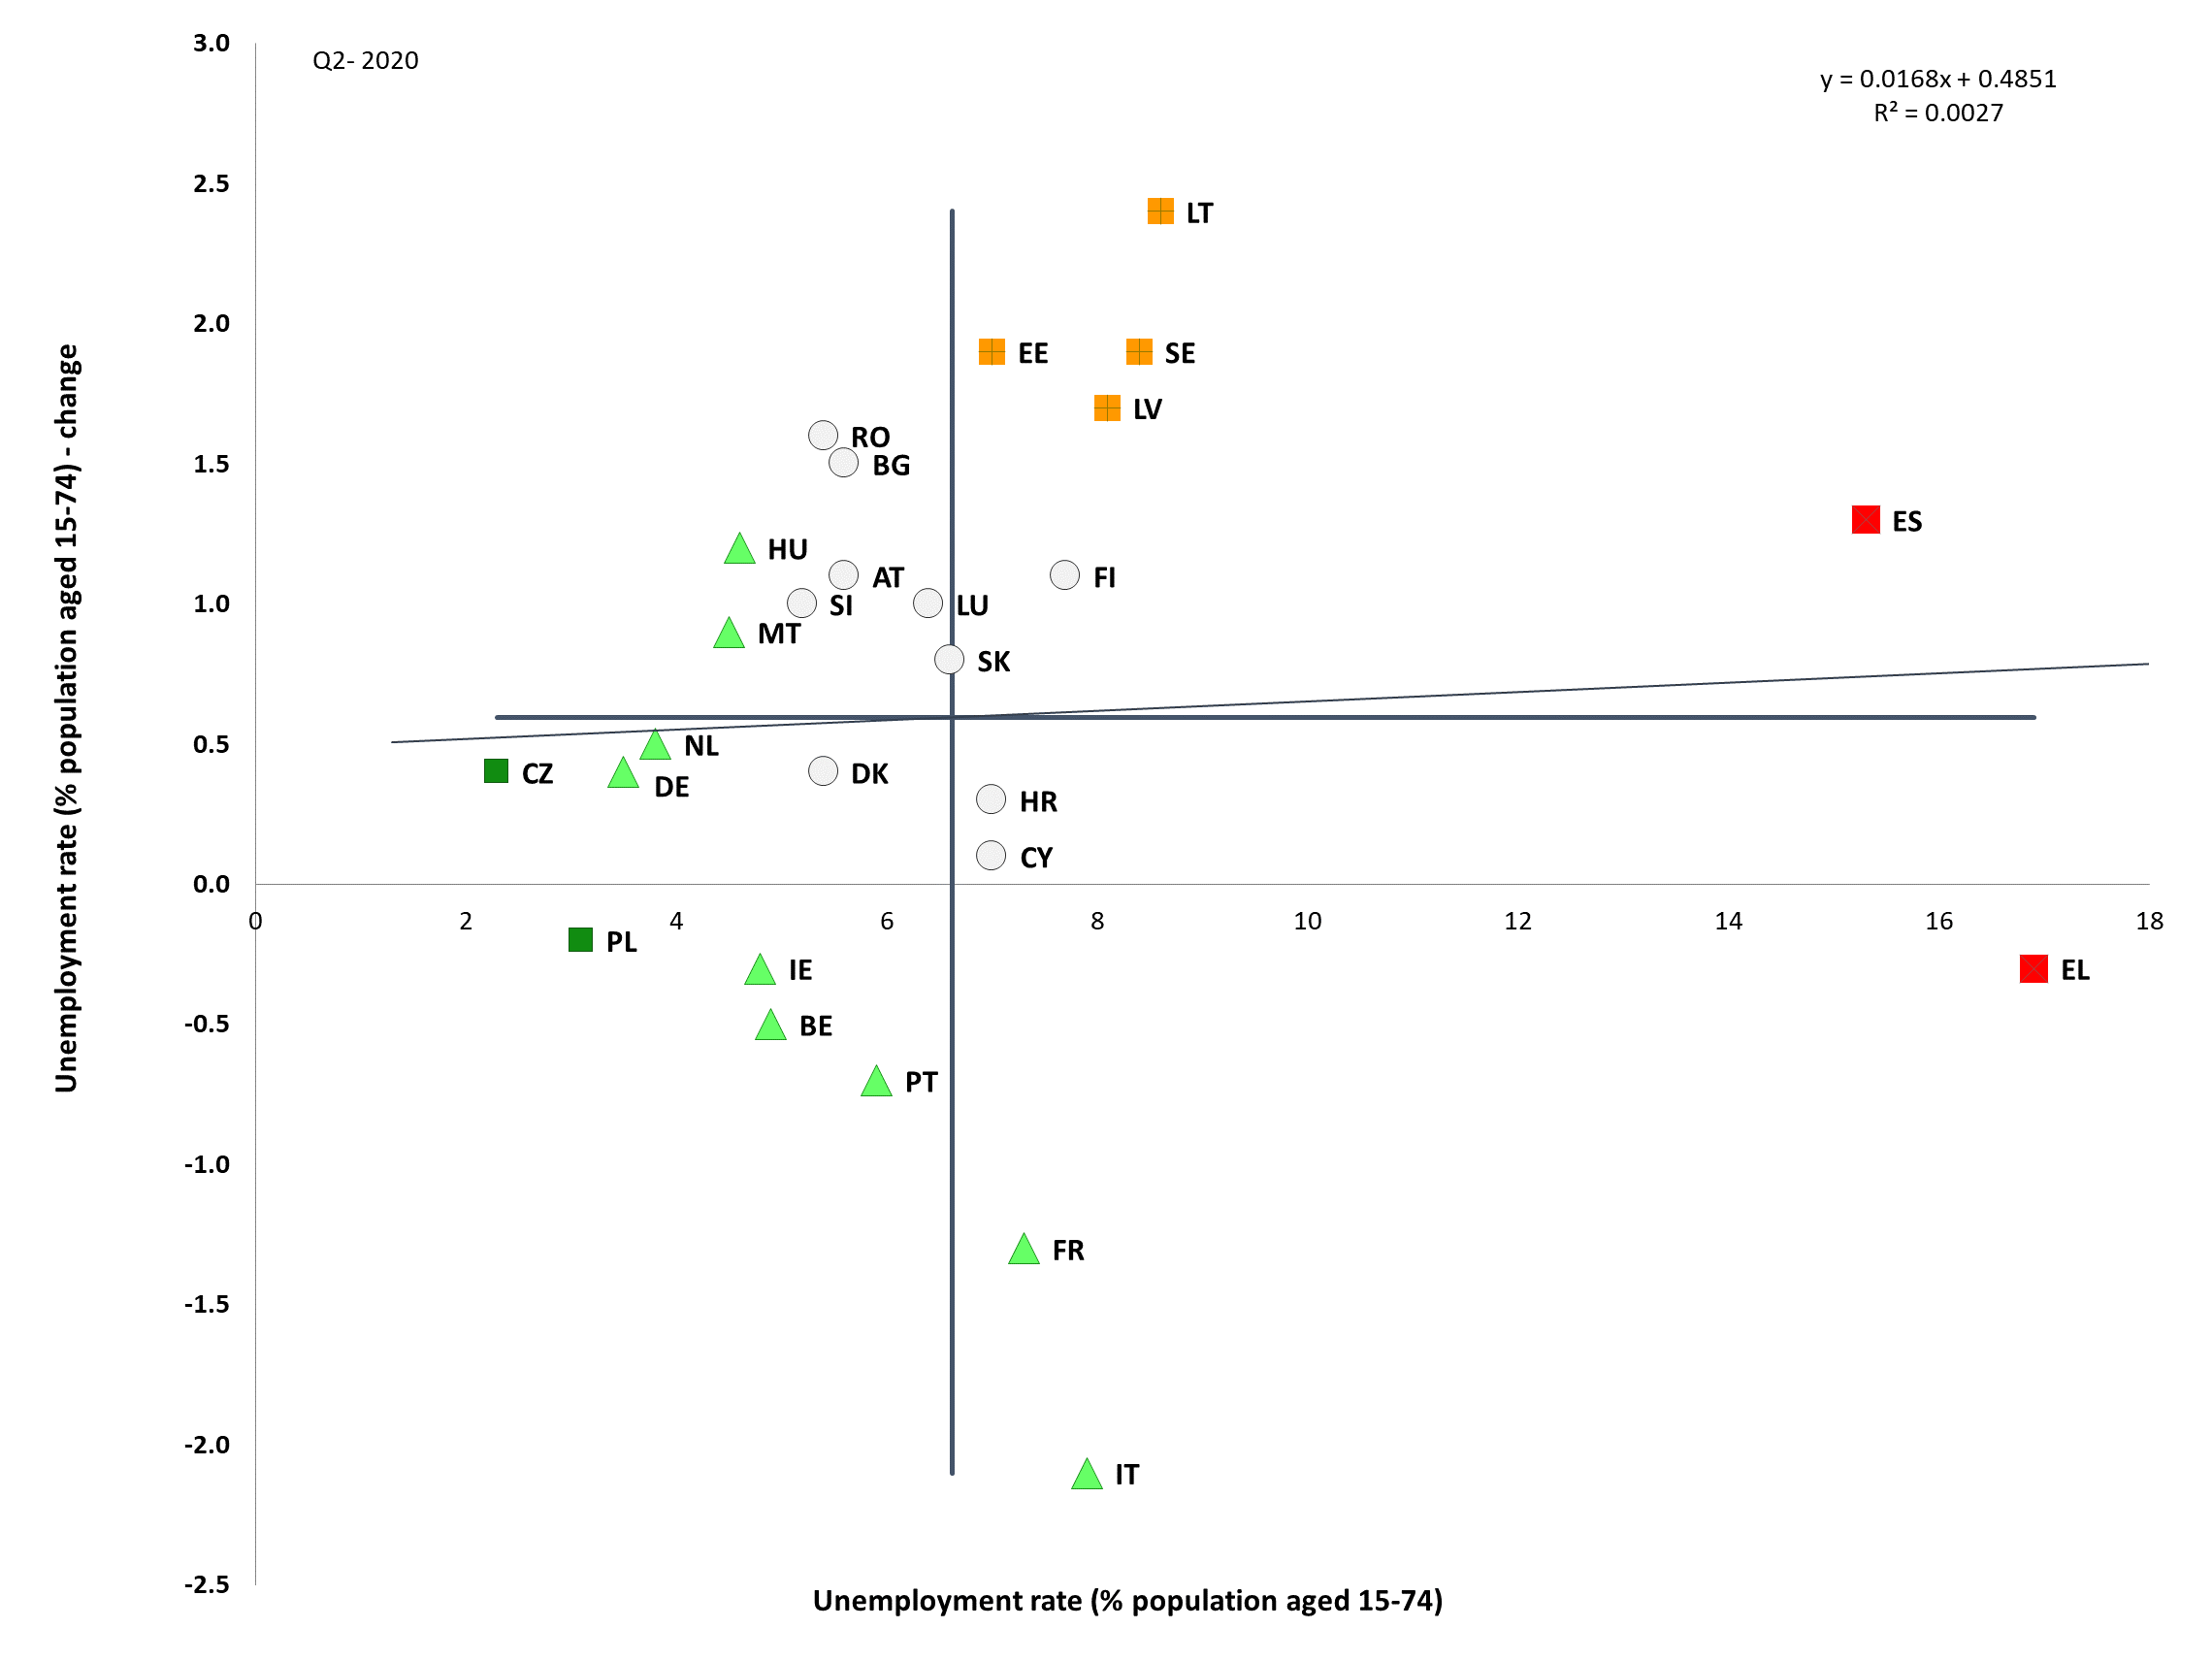 3.0
Q2- 2020
y = 0.0168x + 0.4851
R² = 0.0027
2.5
LT
2.0
EE
SE
LV
RO
1.5
BG
ES
HU
AT
FI
1.0
SI
LU
MT
SK
0.5
NL
CZ
DE
DK
HR
CY
0.0
0 2 4 6 8 10 12 14 16 18
PL
IE
EL
-0.5
BE
PT
-1.0
FR
-1.5
-2.0
IT
-2.5
Unemployment rate (% population aged 15-74) - change
Unemployment rate (% population aged 15-74)